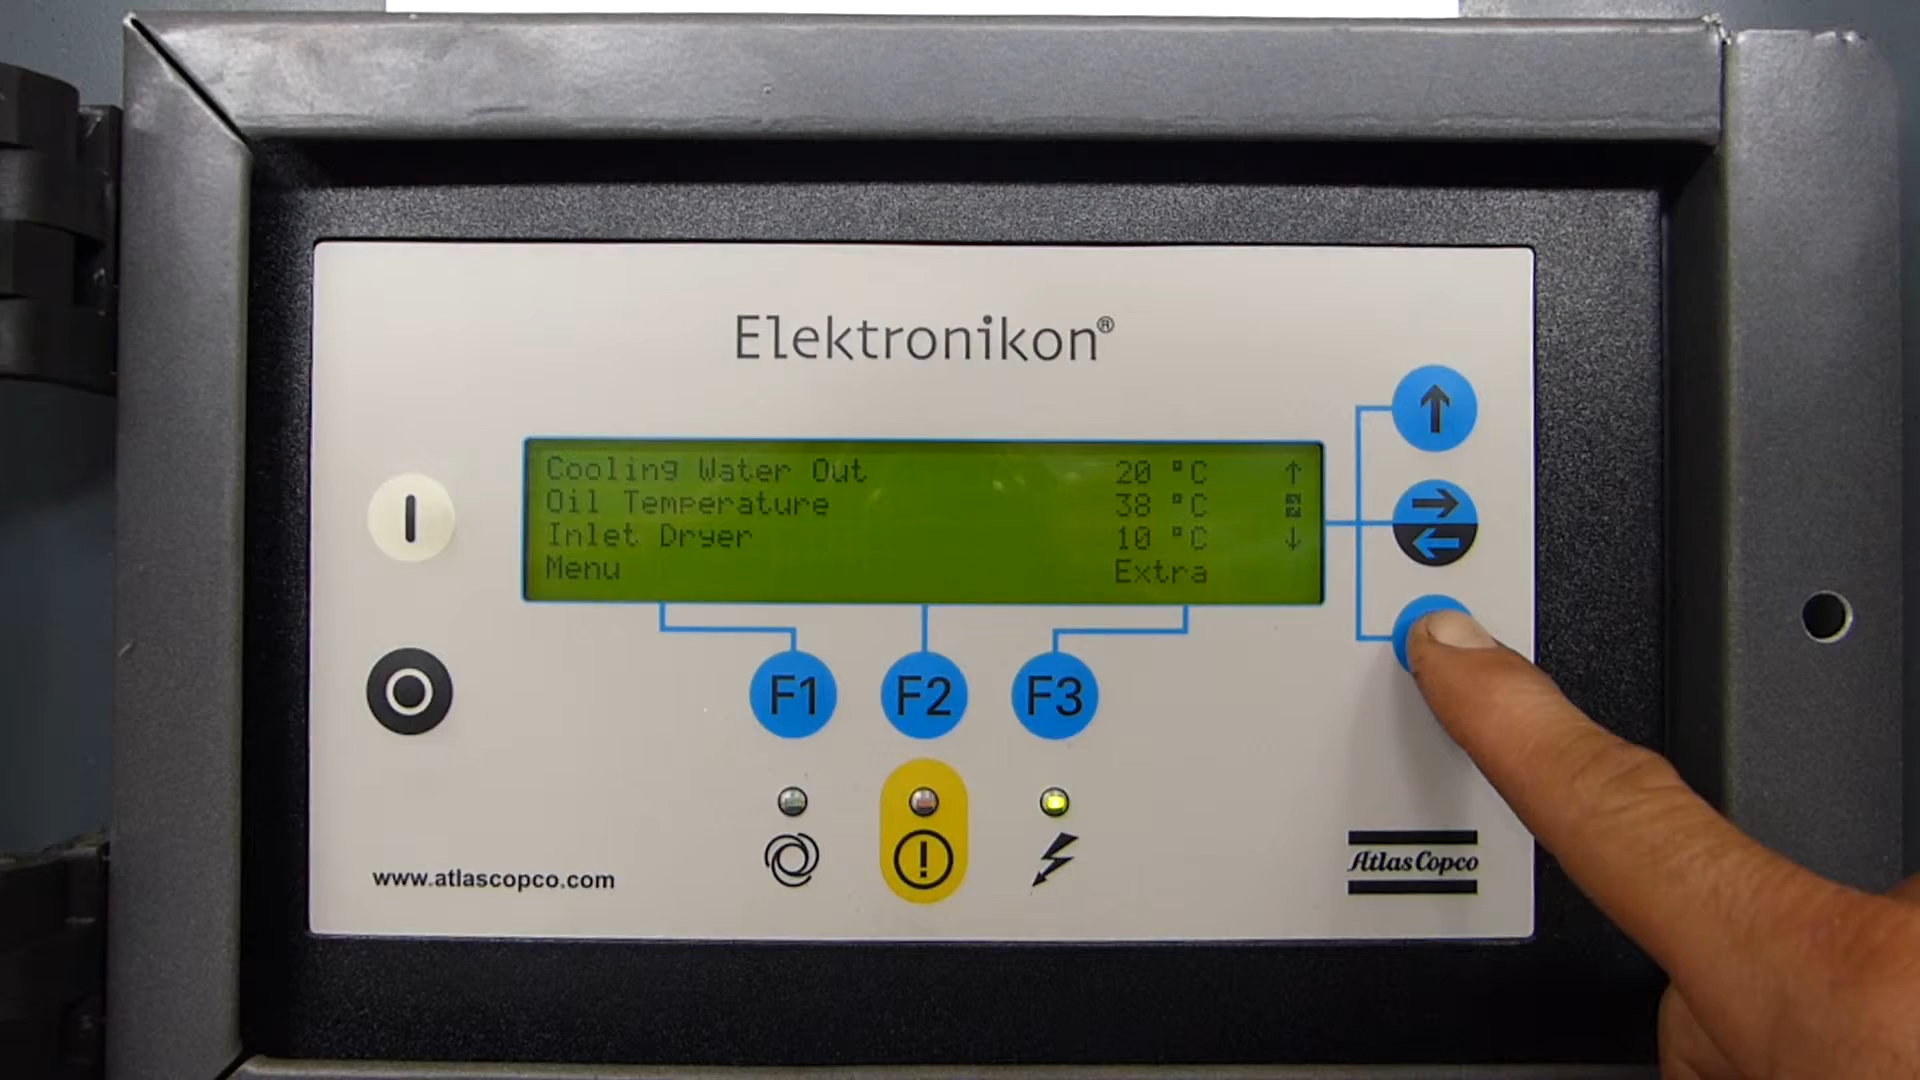 Elektronikon®
Cooling Water Out 20 °C ↑
Oil Temperature 38 °C
Inlet Dryer 10 °C ↓
Menu Extra
F1 F2 F3
www.atlascopco.com
Atlas Copco